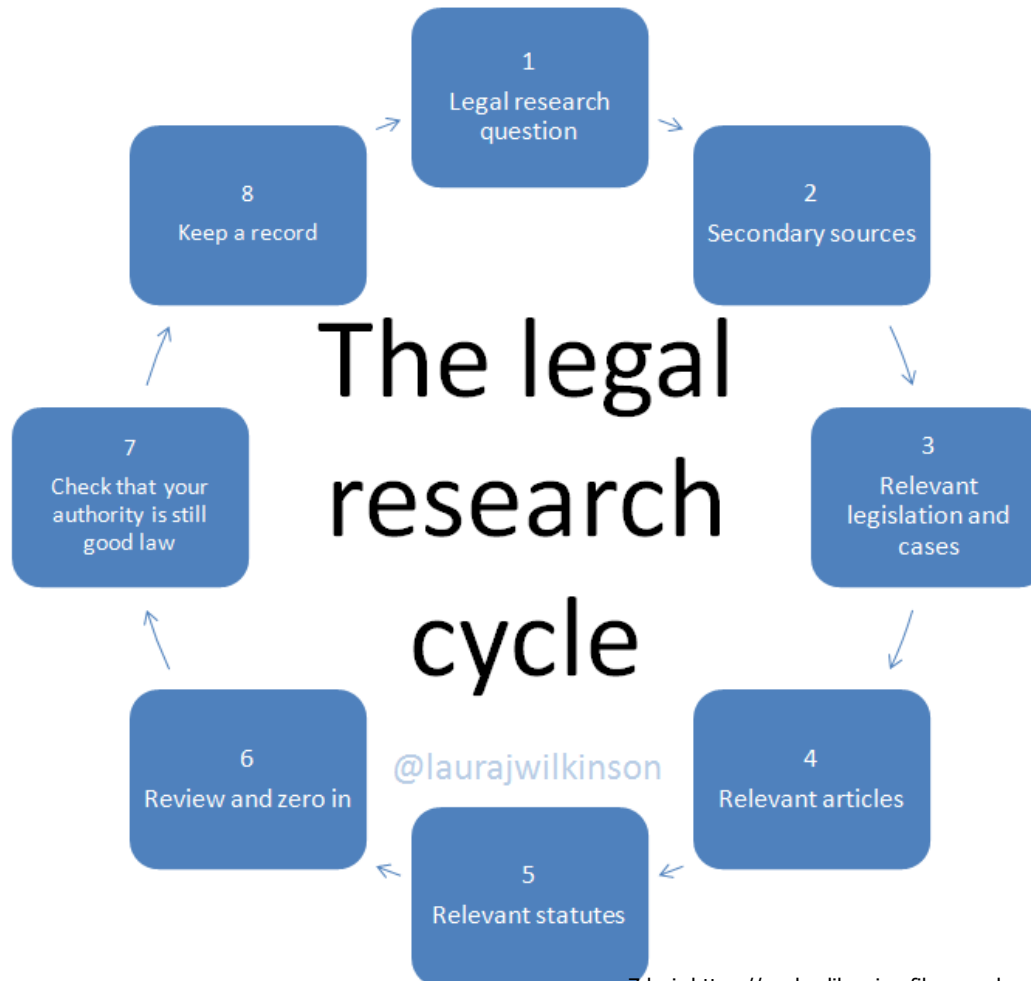 1
Legal research
question
2
Secondary sources
3
Relevant
legislation and
cases
4
Relevant articles
5
Relevant statutes
6
Review and zero in
7
Check that your
authority is still
good law
8
Keep a record
The legal
research
cycle
@laurajwilkinson